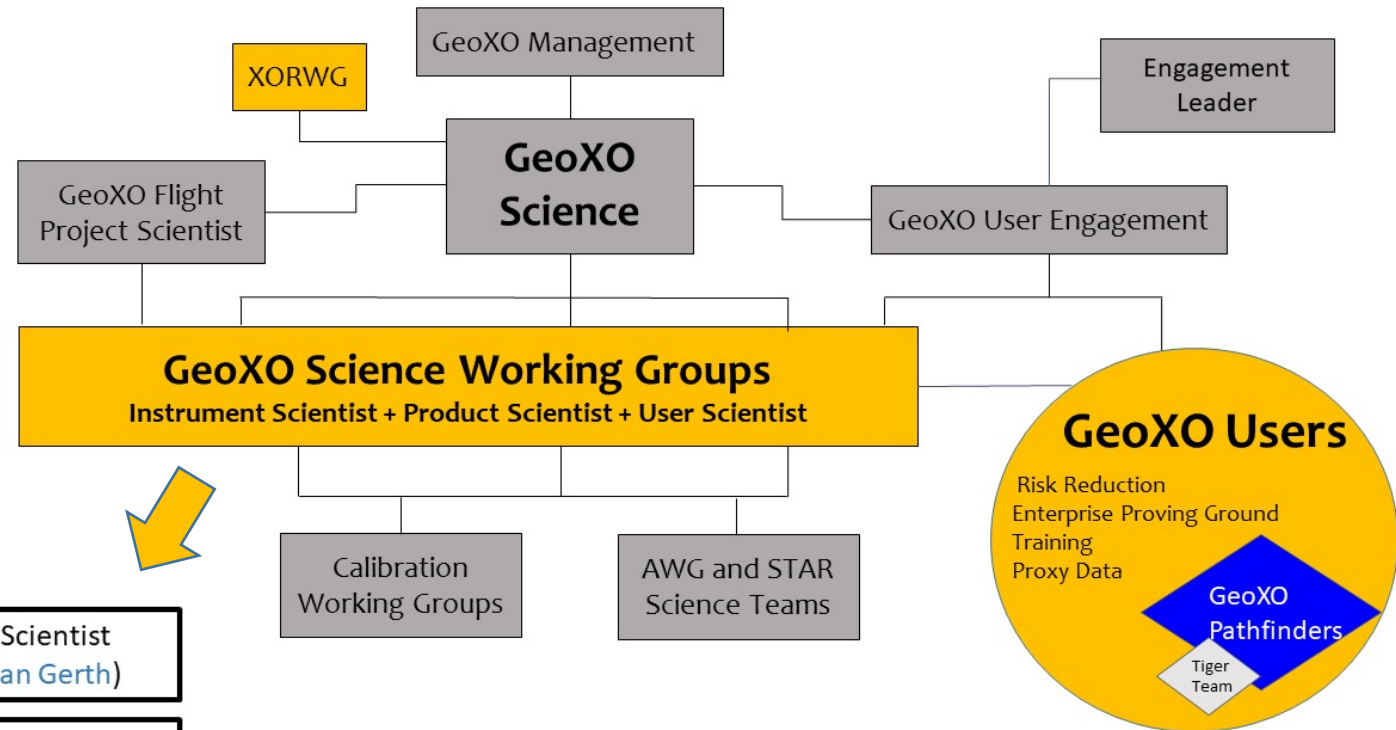 GeoXO Management
XORWG
Engagement
Leader
GeoXO
Science
GeoXO Flight
Project Scientist
GeoXO User Engagement
GeoXO Science Working Groups
Instrument Scientist + Product Scientist + User Scientist
GeoXO Users
Risk Reduction
Enterprise Proving Ground
Training
Proxy Data
GeoXO
Pathfinders
Tiger
Team
Calibration
Working Groups
AWG and STAR
Science Teams
Scientist
an Gerth)